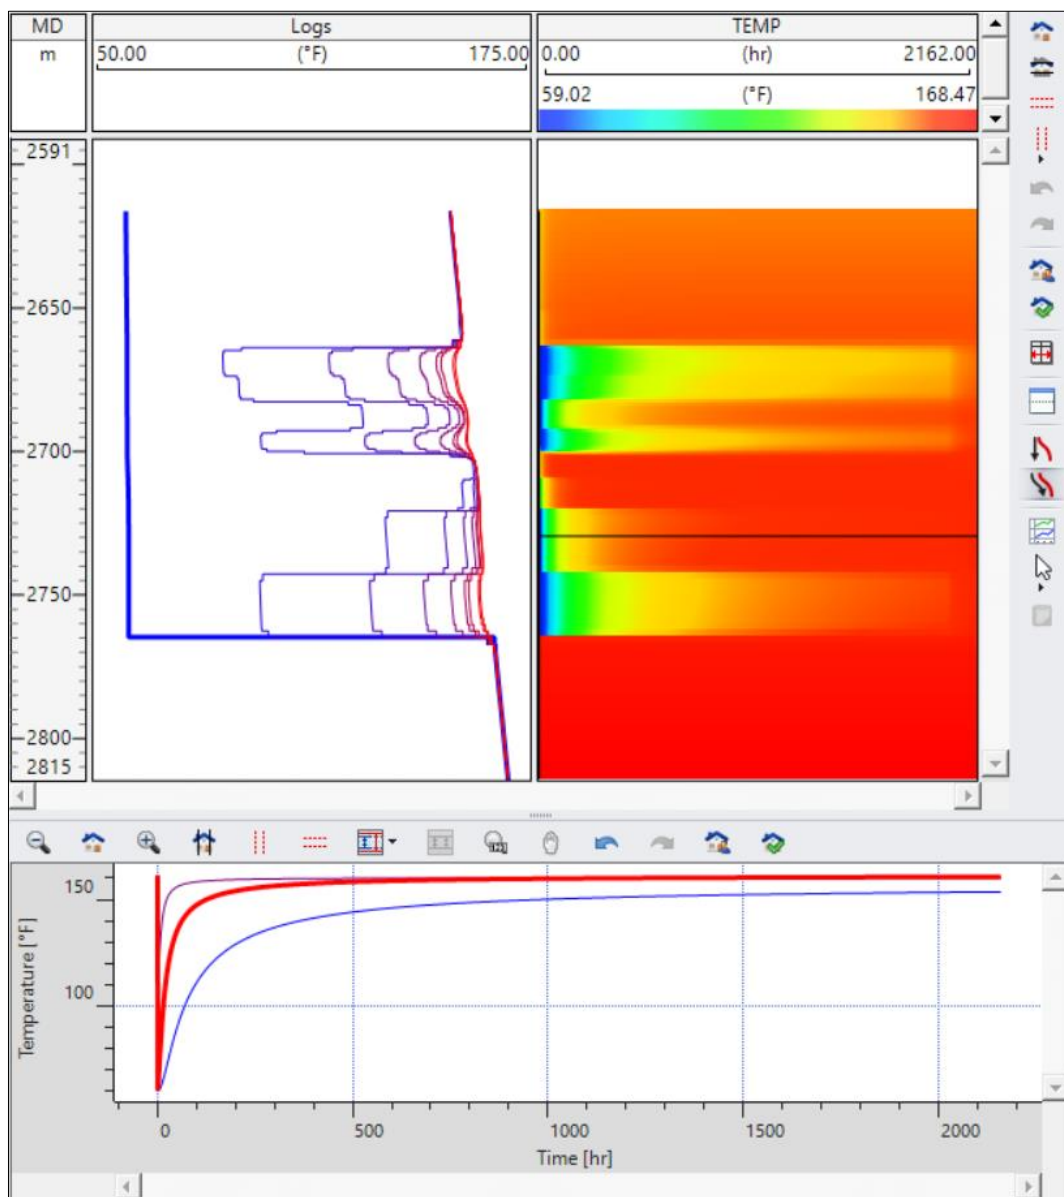 MD
Logs
TEMP
m
50.00 (°F) 175.00
0.00 (hr) 2162.00
59.02 (°F) 168.47
2591
2650
2700
2750
2800
2815
150
100
Temperature [°F]
0 500 1000 1500 2000
Time [hr]